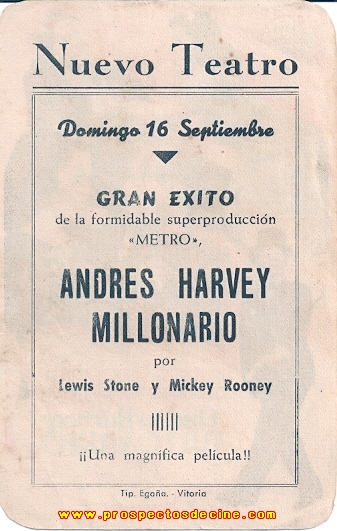 Nuevo Teatro
Domingo 16 Septiembre
GRAN EXITO
de la formidable superproducción
«METRO»,
ANDRES HARVEY
MILLONARIO
por
Lewis Stone y Mickey Rooney
¡¡Una magnífica película!!
Tip. Egaña. - Vitoria
www.prospectosdecine.com